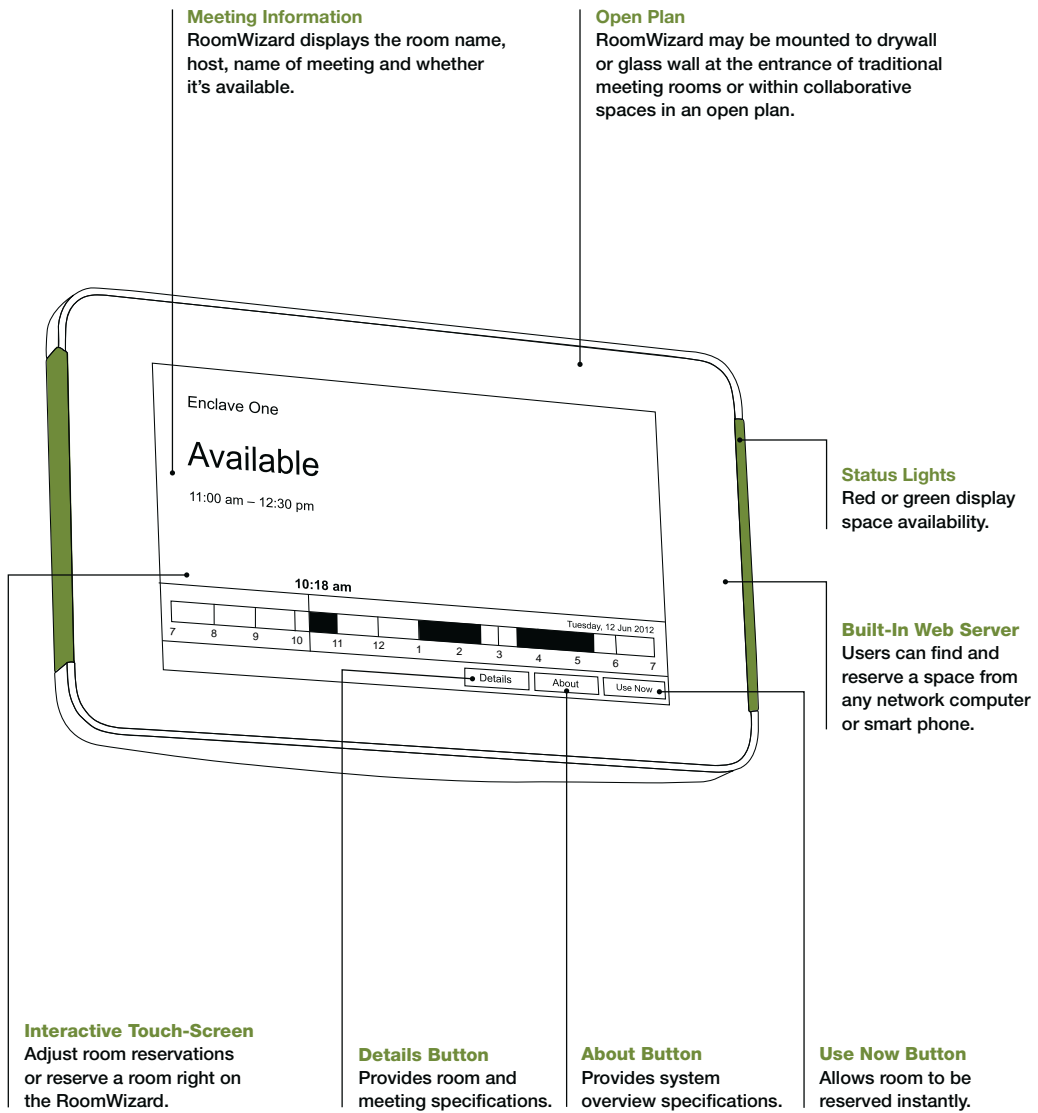 Meeting Information
RoomWizard displays the room name,
host, name of meeting and whether
it's available.
Open Plan
RoomWizard may be mounted to drywall
or glass wall at the entrance of traditional
meeting rooms or within collaborative
spaces in an open plan.
Enclave One
Available
11:00 am – 12:30 pm
10:18 am
Tuesday, 12 Jun 2012
7 8 9 10 11 12 1 2 3 4 5 6 7
Details About Use Now
Status Lights
Red or green display
space availability.
Built-In Web Server
Users can find and
reserve a space from
any network computer
or smart phone.
Interactive Touch-Screen
Adjust room reservations
or reserve a room right on
the RoomWizard.
Details Button
Provides room and
meeting specifications.
About Button
Provides system
overview specifications.
Use Now Button
Allows room to be
reserved instantly.